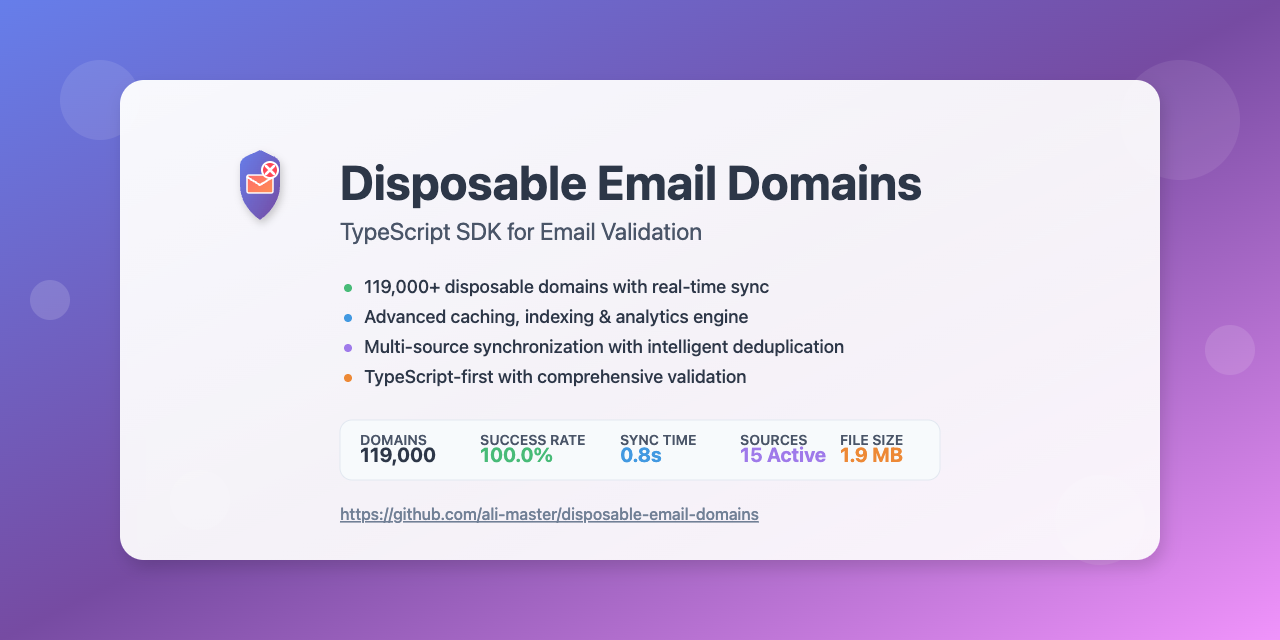 Disposable Email Domains
TypeScript SDK for Email Validation
119,000+ disposable domains with real-time sync
Advanced caching, indexing & analytics engine
Multi-source synchronization with intelligent deduplication
TypeScript-first with comprehensive validation
DOMAINS SUCCESS RATE SYNC TIME SOURCES FILE SIZE
119,000 100.0% 0.8s 15 Active 1.9 MB
https://github.com/ali-master/disposable-email-domains